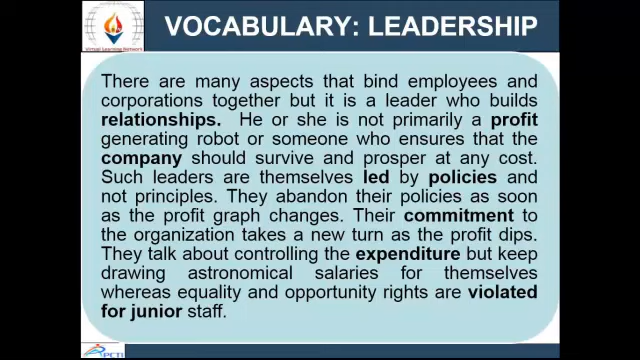 VOCABULARY: LEADERSHIP
Virtual Learning Network
There are many aspects that bind employees and
corporations together but it is a leader who builds
relationships. He or she is not primarily a profit
generating robot or someone who ensures that the
company should survive and prosper at any cost.
Such leaders are themselves led by policies and
not principles. They abandon their policies as soon
as the profit graph changes. Their commitment to
the organization takes a new turn as the profit dips.
They talk about controlling the expenditure but keep
drawing astronomical salaries for themselves
whereas equality and opportunity rights are violated
for junior staff.
PCTI